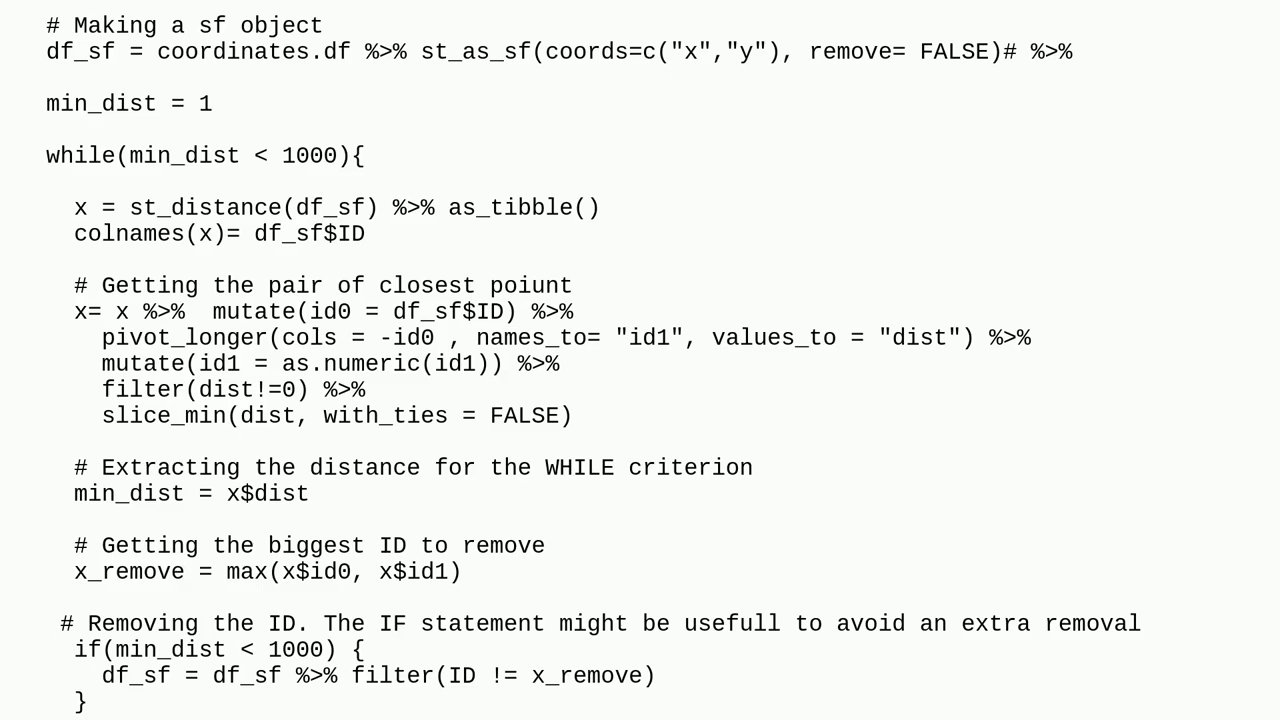 # Making a sf object
df_sf = coordinates.df %>% st_as_sf(coords=c("x","y"), remove= FALSE)# %>%
min_dist = 1
while(min_dist < 1000){
x = st_distance(df_sf) %>% as_tibble()
colnames(x)= df_sf$ID
# Getting the pair of closest poiunt
x= x %>%  mutate(id0 = df_sf$ID) %>%
pivot_longer(cols = -id0 , names_to= "id1", values_to = "dist") %>%
mutate(id1 = as.numeric(id1)) %>%
filter(dist!=0) %>%
slice_min(dist, with_ties = FALSE)
# Extracting the distance for the WHILE criterion
min_dist = x$dist
# Getting the biggest ID to remove
x_remove = max(x$id0, x$id1)
# Removing the ID. The IF statement might be usefull to avoid an extra removal
if(min_dist < 1000) {
df_sf = df_sf %>% filter(ID != x_remove)
}